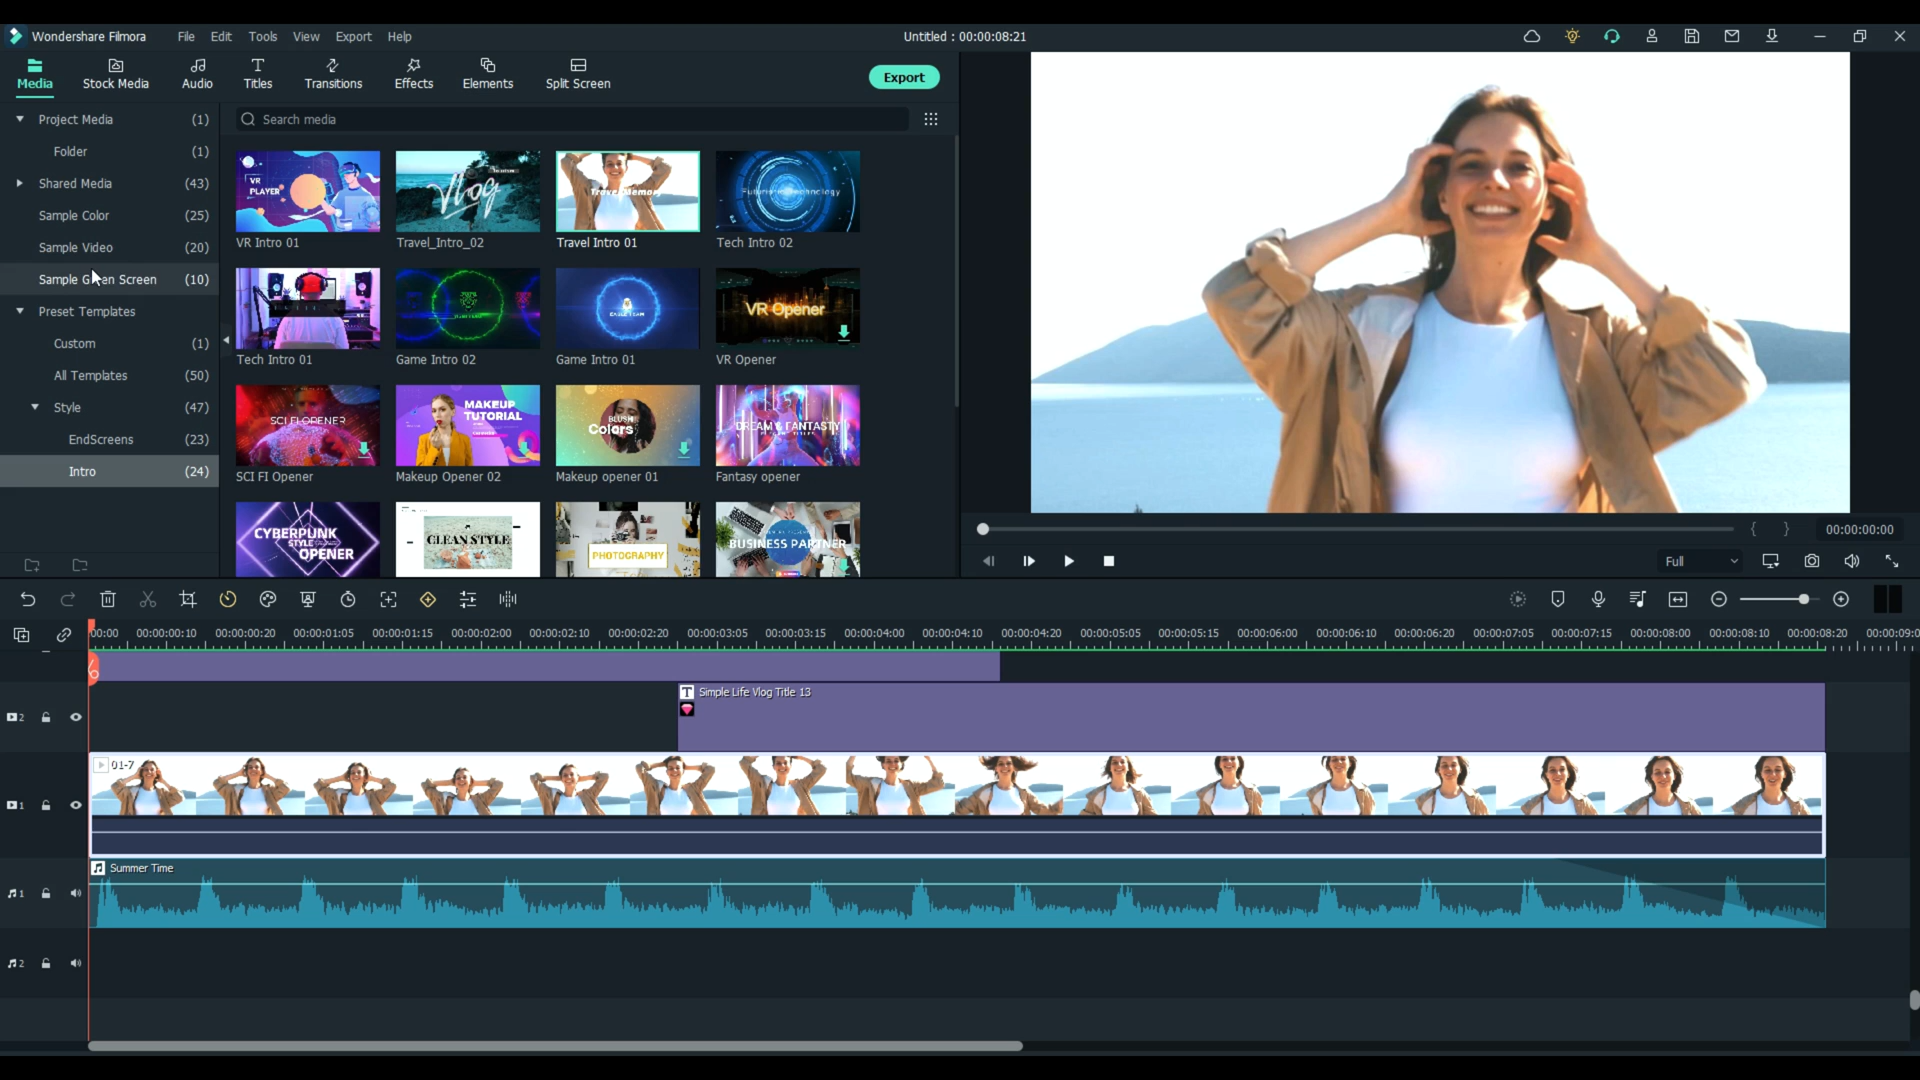 Wondershare Filmora File Edit Tools View Export Help Untitled : 00:00:08:21
Media Stock Media Audio Titles Transitions Effects Elements Split Screen Export
Project Media (1)
Folder (1)
Shared Media (43)
Sample Color (25)
Sample Video (20)
Sample Green Screen (10)
Preset Templates
Custom (1)
All Templates (50)
Style (47)
EndScreens (23)
Intro (24)
Search media
VR
PLAYER
Vlog
Travel Memory
VR Intro 01 Travel_Intro_02 Travel Intro 01 Tech Intro 02
EAGLE TEAM
VR Opener
Tech Intro 01 Game Intro 02 Game Intro 01 VR Opener
SCI FI OPENER
MAKEUP
TUTORIAL
BLUSH
Colors
DREAM & FANTASTY
SCI FI Opener Makeup Opener 02 Makeup opener 01 Fantasy opener
CYBERPUNK
STYLE
OPENER
CLEAN STYLE
PHOTOGRAPHY
BUSINESS PARTNER
{ } 00:00:00:00
Full
00:00 00:00:00:10 00:00:00:20 00:00:01:05 00:00:01:15 00:00:02:00 00:00:02:10 00:00:02:20 00:00:03:05 00:00:03:15 00:00:04:00 00:00:04:10 00:00:04:20 00:00:05:05 00:00:05:15 00:00:06:00 00:00:06:10 00:00:06:20 00:00:07:05 00:00:07:15 00:00:08:00 00:00:08:10 00:00:08:20 00:00:09:0
T Simple Life Vlog Title 13
2
01-7
1
Summer Time
1
2